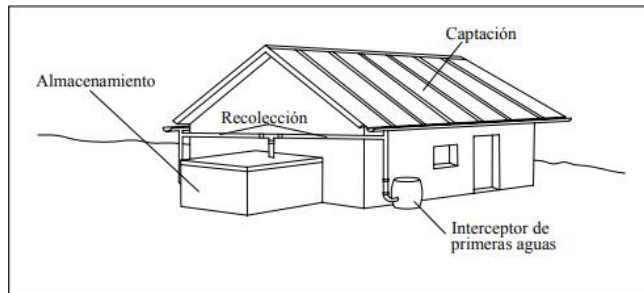 Captación
Almacenamiento
Recolección
Interceptor de
primeras aguas